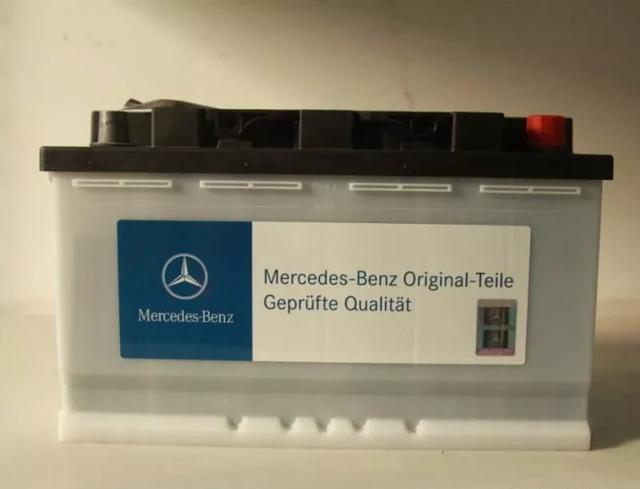 Mercedes-Benz
Mercedes-Benz Original-Teile
Geprüfte Qualität